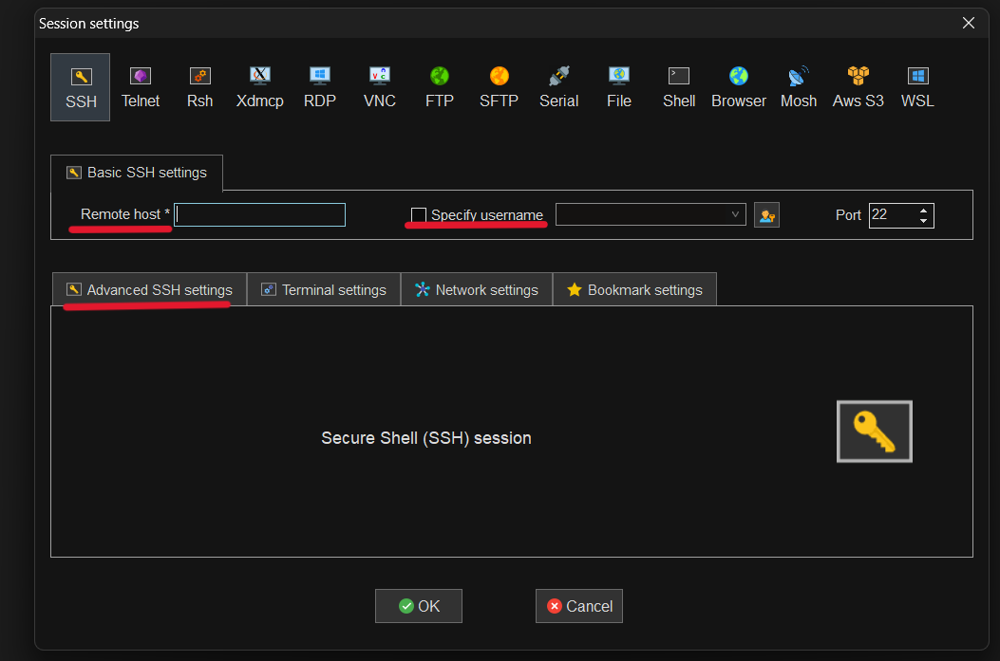 Session settings
SSH Telnet Rsh Xdmcp RDP VNC FTP SFTP Serial File Shell Browser Mosh Aws S3 WSL
Basic SSH settings
Remote host * Specify username Port 22
Advanced SSH settings Terminal settings Network settings Bookmark settings
Secure Shell (SSH) session
OK Cancel